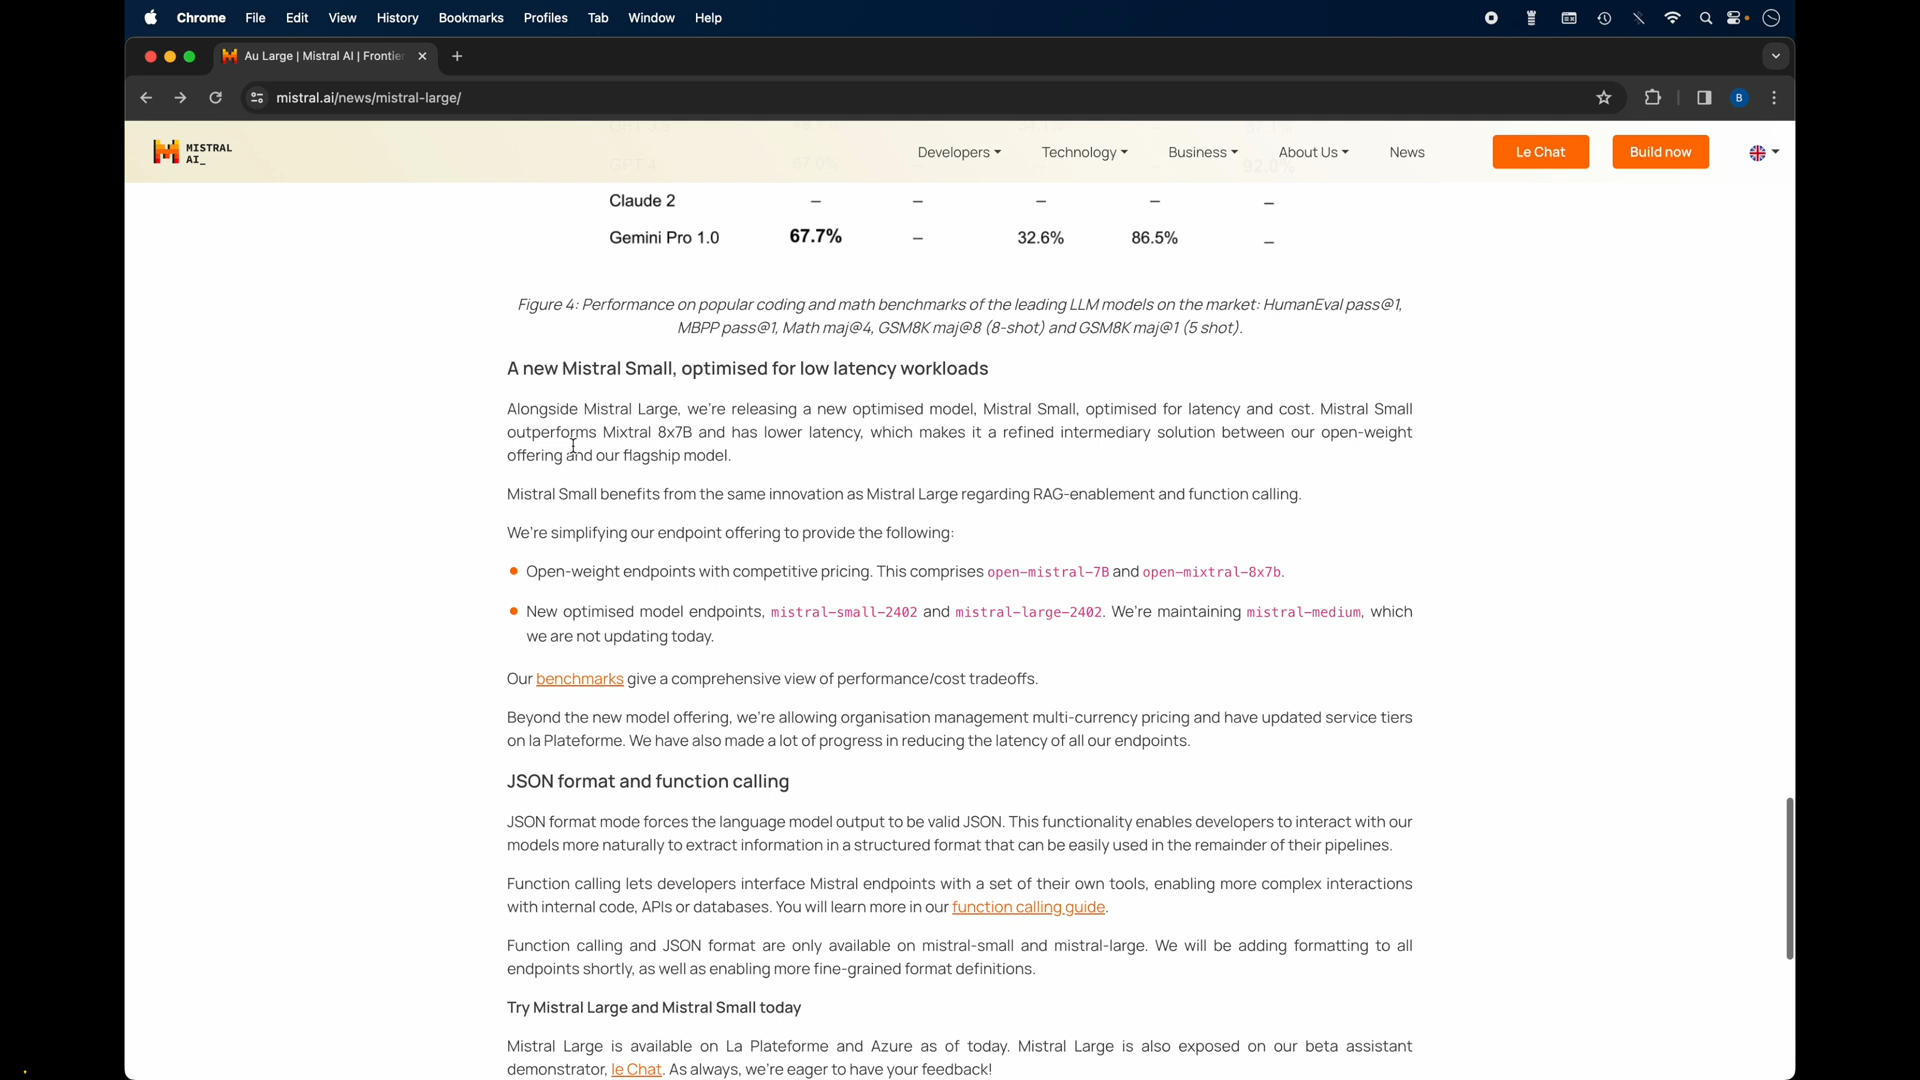 Chrome File Edit View History Bookmarks Profiles Tab Window Help
Au Large | Mistral AI | Frontier
mistral.ai/news/mistral-large/
B
MISTRAL
AI_
Developers Technology Business About Us News Le Chat Build now
GPT 4 67.0% 92.0%
Claude 2 – – – – –
Gemini Pro 1.0 67.7% – 32.6% 86.5% –
Figure 4: Performance on popular coding and math benchmarks of the leading LLM models on the market: HumanEval pass@1,
MBPP pass@1, Math maj@4, GSM8K maj@8 (8-shot) and GSM8K maj@1 (5 shot).
A new Mistral Small, optimised for low latency workloads
Alongside Mistral Large, we're releasing a new optimised model, Mistral Small, optimised for latency and cost. Mistral Small
outperforms Mixtral 8x7B and has lower latency, which makes it a refined intermediary solution between our open-weight
offering and our flagship model.
Mistral Small benefits from the same innovation as Mistral Large regarding RAG-enablement and function calling.
We're simplifying our endpoint offering to provide the following:
Open-weight endpoints with competitive pricing. This comprises open-mistral-7B and open-mixtral-8x7b.
New optimised model endpoints, mistral-small-2402 and mistral-large-2402. We're maintaining mistral-medium, which
we are not updating today.
Our benchmarks give a comprehensive view of performance/cost tradeoffs.
Beyond the new model offering, we're allowing organisation management multi-currency pricing and have updated service tiers
on la Plateforme. We have also made a lot of progress in reducing the latency of all our endpoints.
JSON format and function calling
JSON format mode forces the language model output to be valid JSON. This functionality enables developers to interact with our
models more naturally to extract information in a structured format that can be easily used in the remainder of their pipelines.
Function calling lets developers interface Mistral endpoints with a set of their own tools, enabling more complex interactions
with internal code, APIs or databases. You will learn more in our function calling guide.
Function calling and JSON format are only available on mistral-small and mistral-large. We will be adding formatting to all
endpoints shortly, as well as enabling more fine-grained format definitions.
Try Mistral Large and Mistral Small today
Mistral Large is available on La Plateforme and Azure as of today. Mistral Large is also exposed on our beta assistant
demonstrator, le Chat. As always, we're eager to have your feedback!